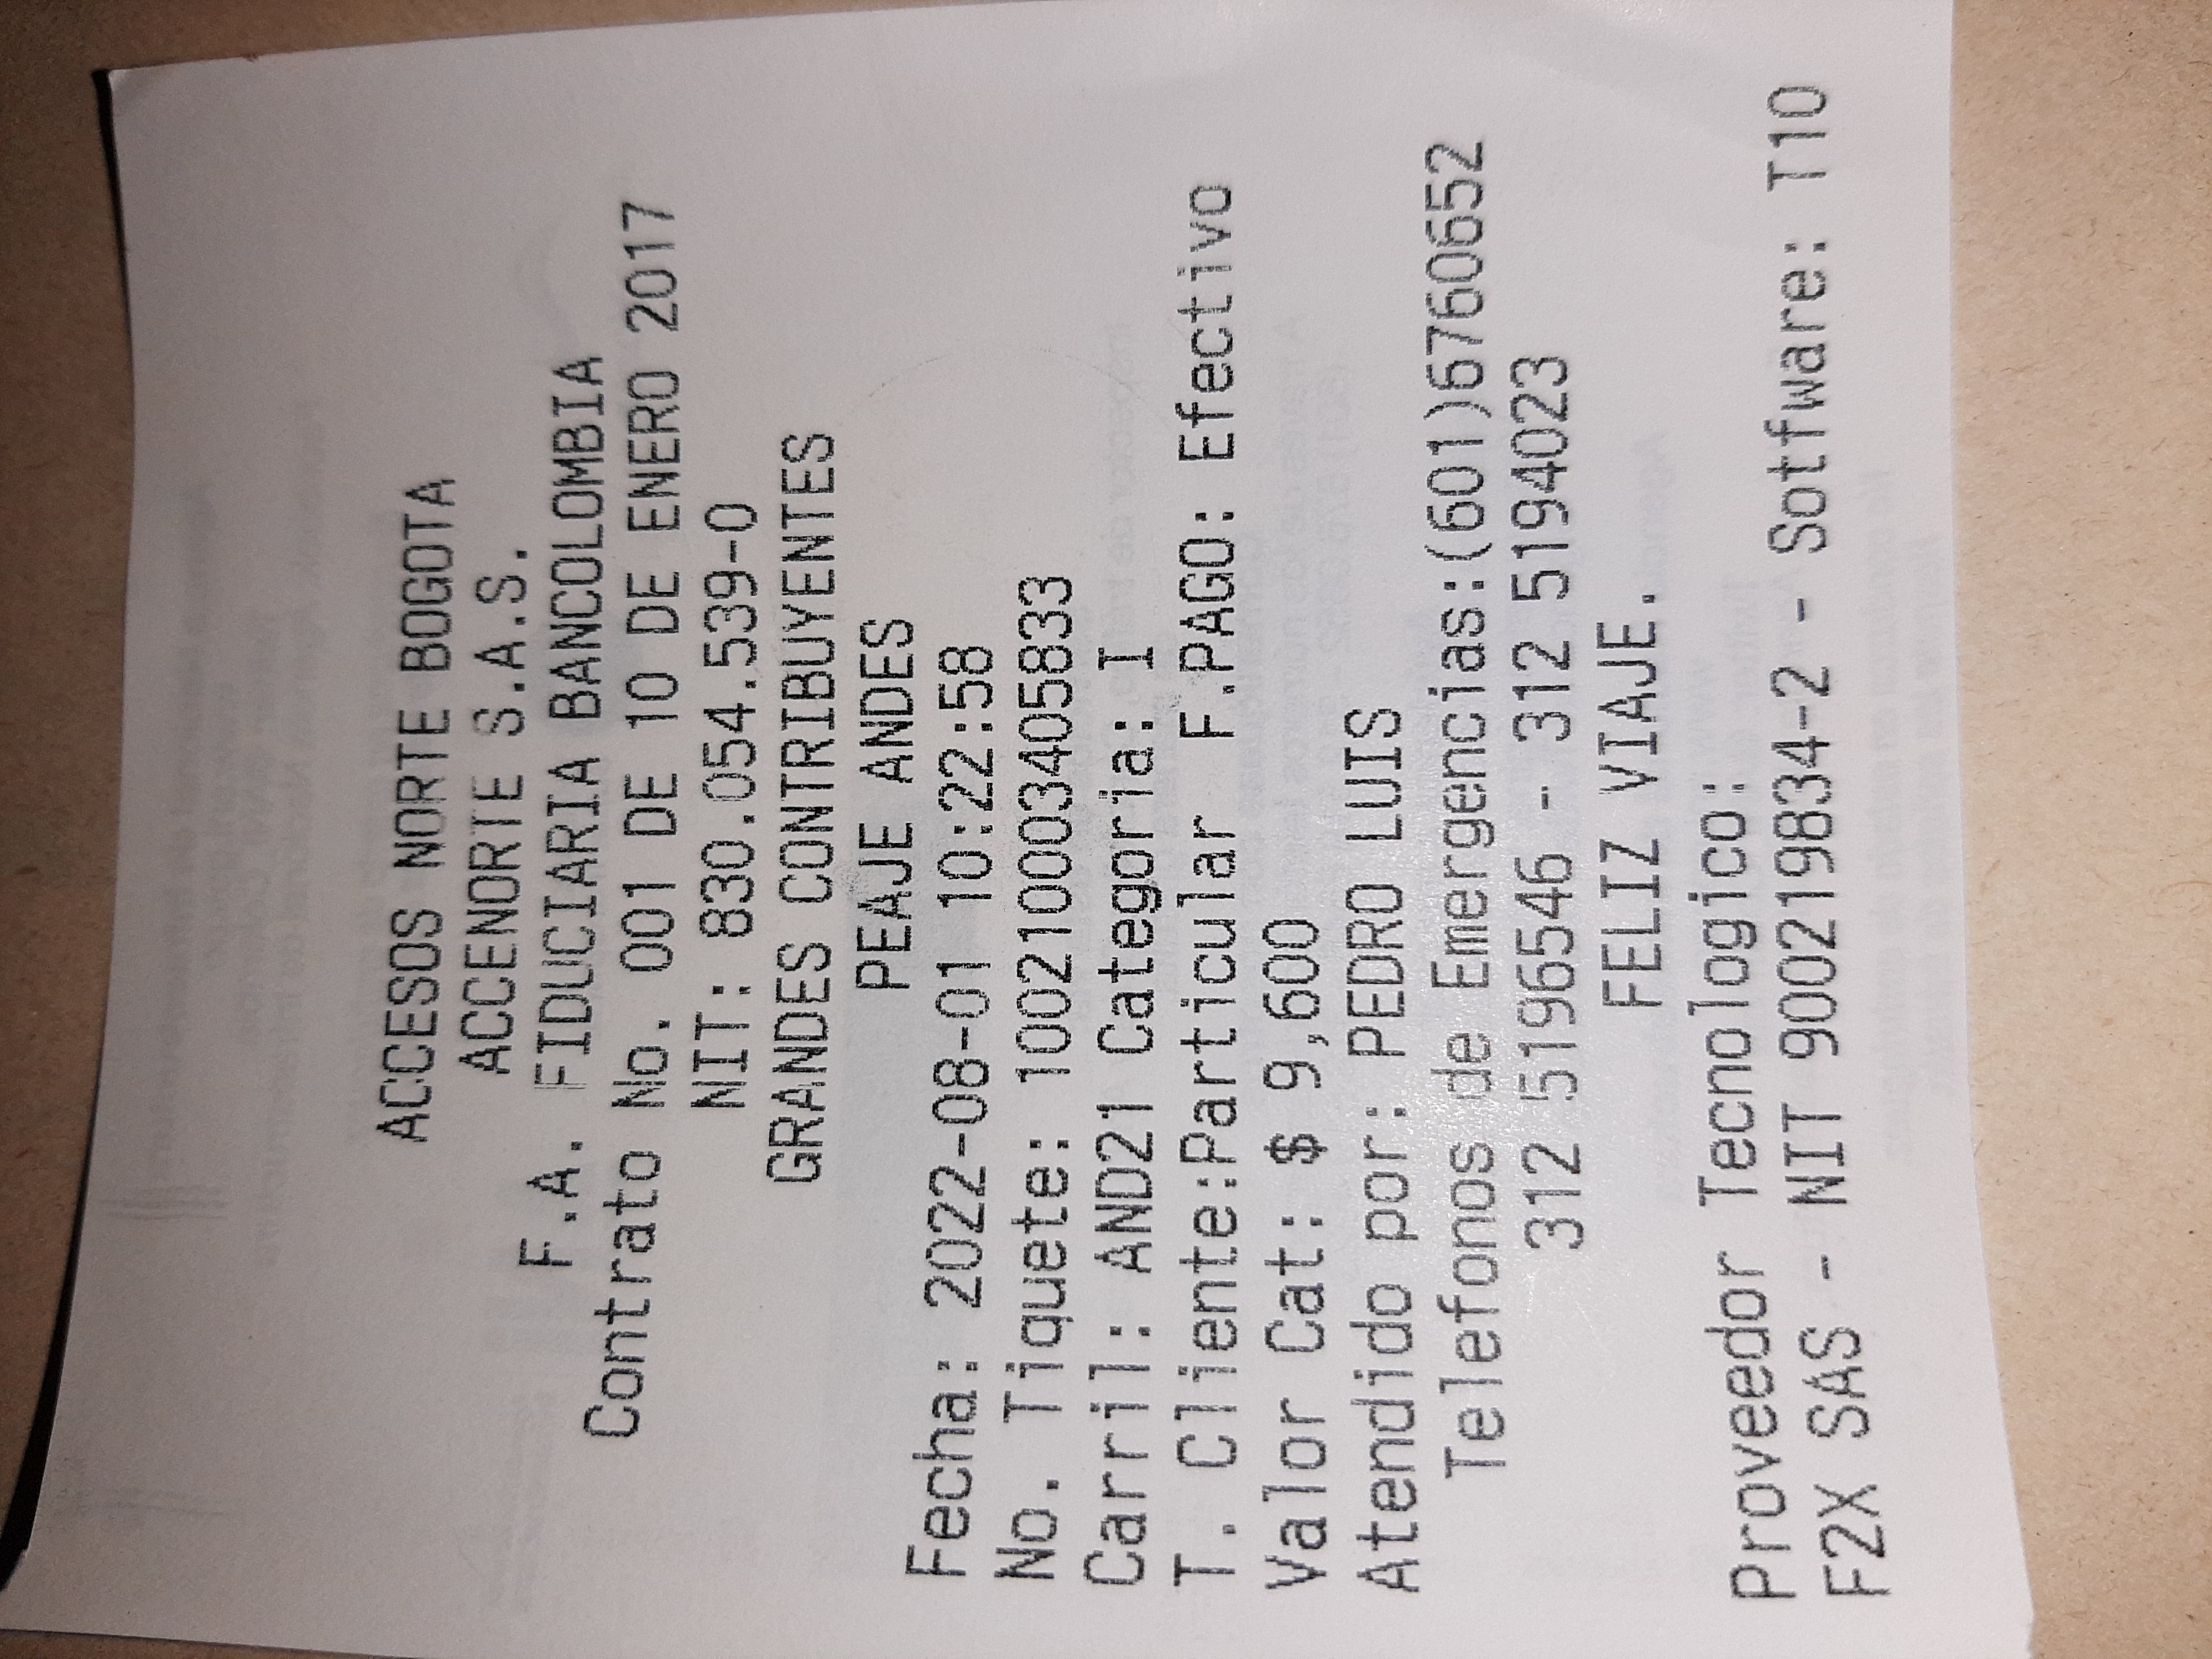 ACCESOS NORTE BOGOTA
ACCENORTE S.A.S.
F.A. FIDUCIARIA BANCOLOMBIA
Contrato No. 001 DE 10 DE ENERO 2017
NIT: 830.054.539-0
GRANDES CONTRIBUYENTES
PEAJE ANDES
Fecha: 2022-08-01 10:22:58
No. Tiquete: 100210003405833
Carril: AND21 Categoria: I
T. Cliente:Particular F.PAGO: Efectivo
Valor Cat: $ 9,600
Atendido por: PEDRO LUIS
Telefonos de Emergencias:(601)6760652
312 5196546 - 312 5194023
FELIZ VIAJE.
Proveedor Tecnologico:
F2X SAS - NIT 900219834-2 - Sotfware: T10